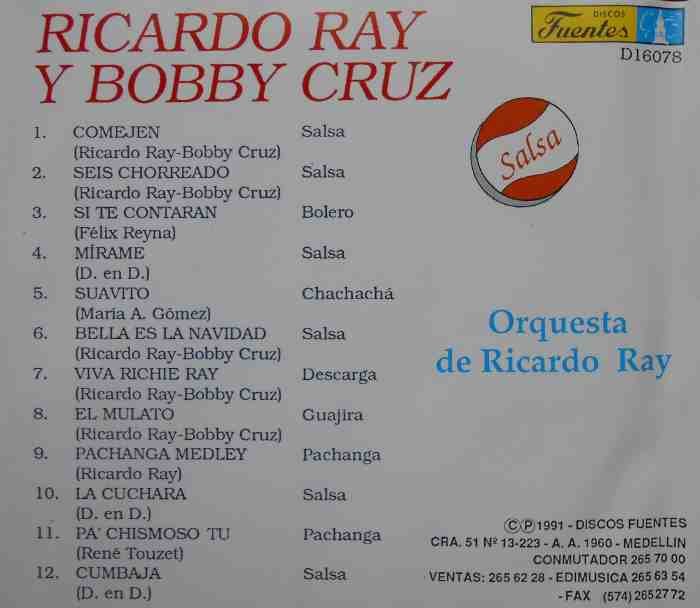 RICARDO RAY
Y BOBBY CRUZ
DISCOS
Fuentes
D16078
Salsa
1. COMEJEN Salsa
(Ricardo Ray-Bobby Cruz)
2. SEIS CHORREADO Salsa
(Ricardo Ray-Bobby Cruz)
3. SI TE CONTARAN Bolero
(Félix Reyna)
4. MÍRAME Salsa
(D. en D.)
5. SUAVITO Chachachá
(María A. Gómez)
6. BELLA ES LA NAVIDAD Salsa
(Ricardo Ray-Bobby Cruz)
7. VIVA RICHIE RAY Descarga
(Ricardo Ray-Bobby Cruz)
8. EL MULATO Guajira
(Ricardo Ray-Bobby Cruz)
9. PACHANGA MEDLEY Pachanga
(Ricardo Ray)
10. LA CUCHARA Salsa
(D. en D.)
11. PA' CHISMOSO TU Pachanga
(René Touzet)
12. CUMBAJA Salsa
(D. en D.)
Orquesta
de Ricardo Ray
©℗1991 - DISCOS FUENTES
CRA. 51 Nº 13-223 - A. A. 1960 - MEDELLIN
CONMUTADOR 265 70 00
VENTAS: 265 62 28 - EDIMUSICA 265 63 54
-FAX (574) 265 27 72